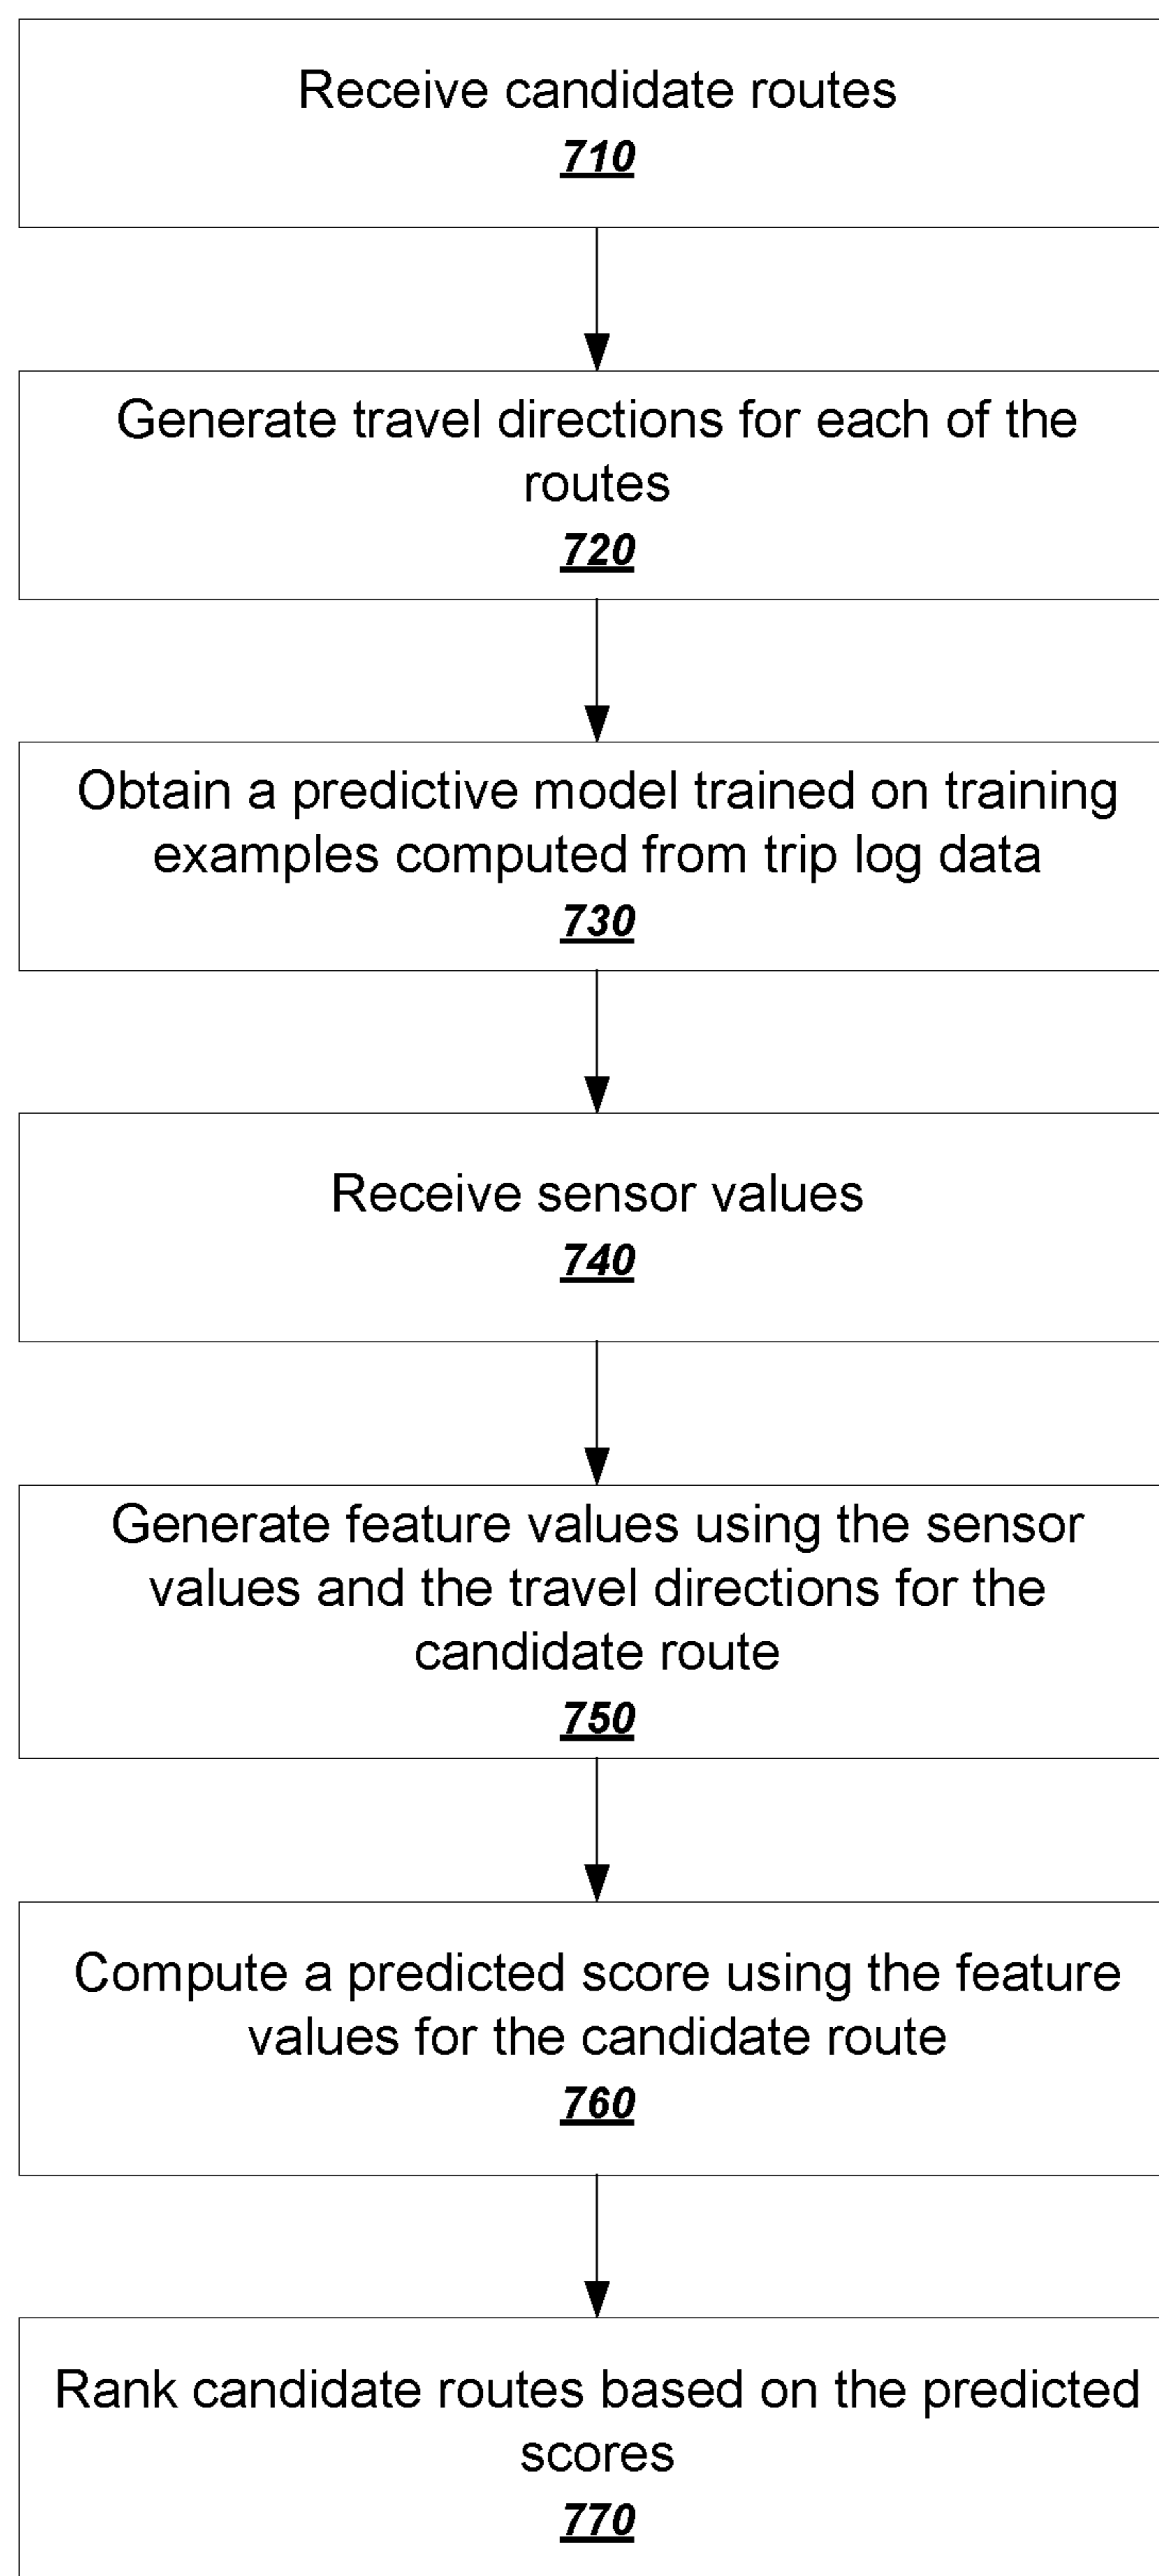 Receive candidate routes
710
Generate travel directions for each of the
routes
720
Obtain a predictive model trained on training
examples computed from trip log data
730
Receive sensor values
740
Generate feature values using the sensor
values and the travel directions for the
candidate route
750
Compute a predicted score using the feature
values for the candidate route
760
Rank candidate routes based on the predicted
scores
770